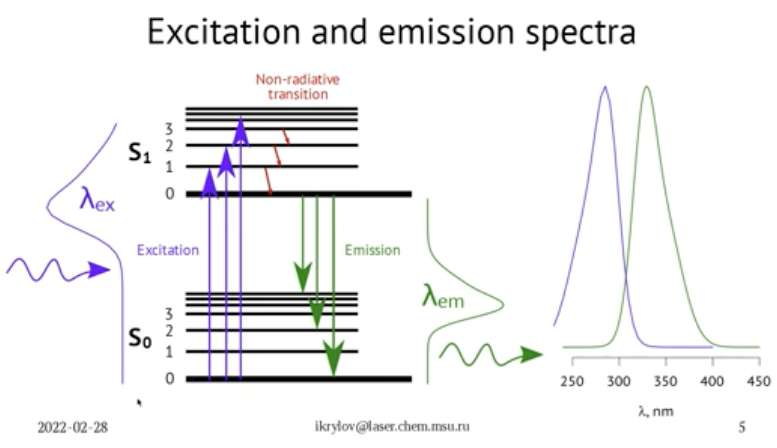 Excitation and emission spectra
Non-radiative
transition
3
2
1
0
S₁
λex
Excitation
Emission
λem
3
2
1
0
S₀
250 300 350 400 450
λ, nm
2022-02-28
ikrylov@laser.chem.msu.ru
5